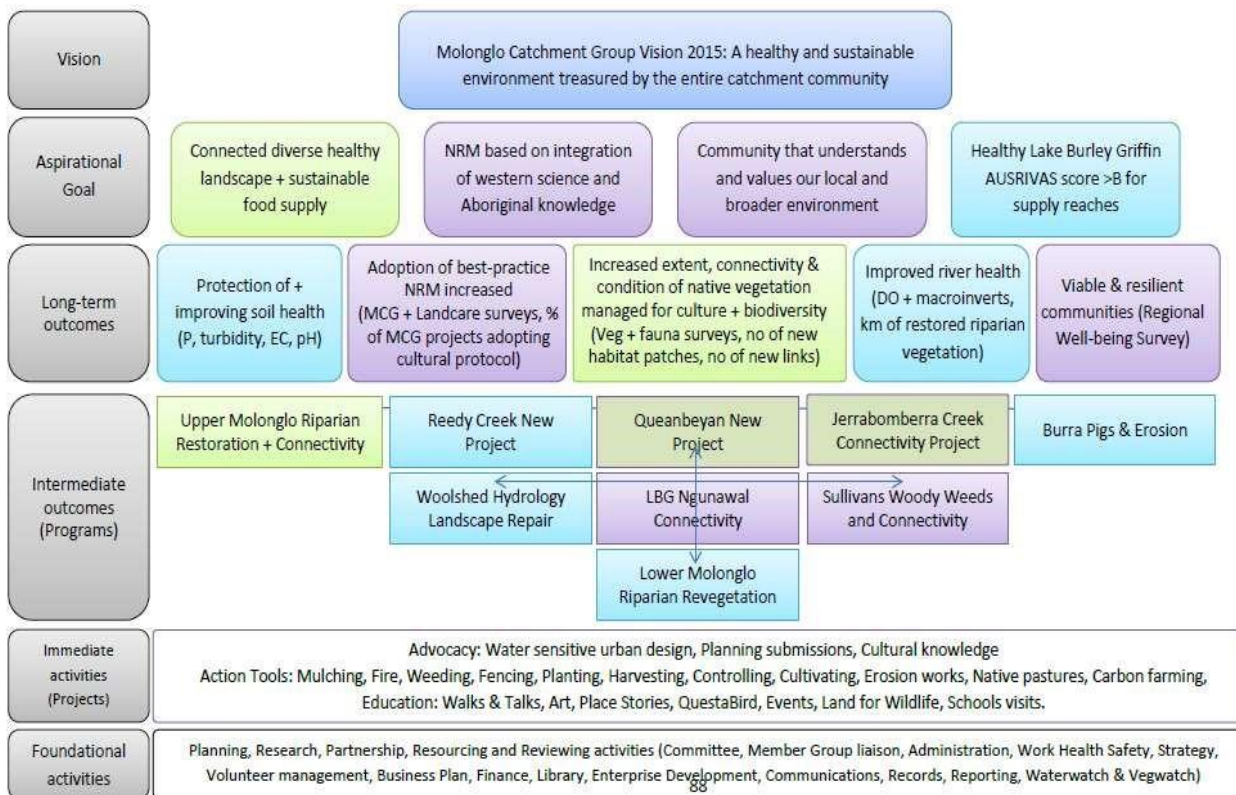 Vision
Molonglo Catchment Group Vision 2015: A healthy and sustainable
environment treasured by the entire catchment community
Aspirational
Goal
Connected diverse healthy
landscape + sustainable
food supply
NRM based on integration
of western science and
Aboriginal knowledge
Community that understands
and values our local and
broader environment
Healthy Lake Burley Griffin
AUSRIVAS score >B for
supply reaches
Long-term
outcomes
Protection of +
improving soil health
(P, turbidity, EC, pH)
Adoption of best-practice
NRM increased
(MCG + Landcare surveys, %
of MCG projects adopting
cultural protocol)
Increased extent, connectivity &
condition of native vegetation
managed for culture + biodiversity
(Veg + fauna surveys, no of new
habitat patches, no of new links)
Improved river health
(DO + macroinverts,
km of restored riparian
vegetation)
Viable & resilient
communities (Regional
Well-being Survey)
Intermediate
outcomes
(Programs)
Upper Molonglo Riparian
Restoration + Connectivity
Reedy Creek New
Project
Queanbeyan New
Project
Jerrabomberra Creek
Connectivity Project
Burra Pigs & Erosion
Woolshed Hydrology
Landscape Repair
LBG Ngunawal
Connectivity
Sullivans Woody Weeds
and Connectivity
Lower Molonglo
Riparian Revegetation
Immediate
activities
(Projects)
Advocacy: Water sensitive urban design, Planning submissions, Cultural knowledge
Action Tools: Mulching, Fire, Weeding, Fencing, Planting, Harvesting, Controlling, Cultivating, Erosion works, Native pastures, Carbon farming,
Education: Walks & Talks, Art, Place Stories, QuestaBird, Events, Land for Wildlife, Schools visits.
Foundational
activities
Planning, Research, Partnership, Resourcing and Reviewing activities (Committee, Member Group liaison, Administration, Work Health Safety, Strategy,
Volunteer management, Business Plan, Finance, Library, Enterprise Development, Communications, Records, Reporting, Waterwatch & Vegwatch)
88